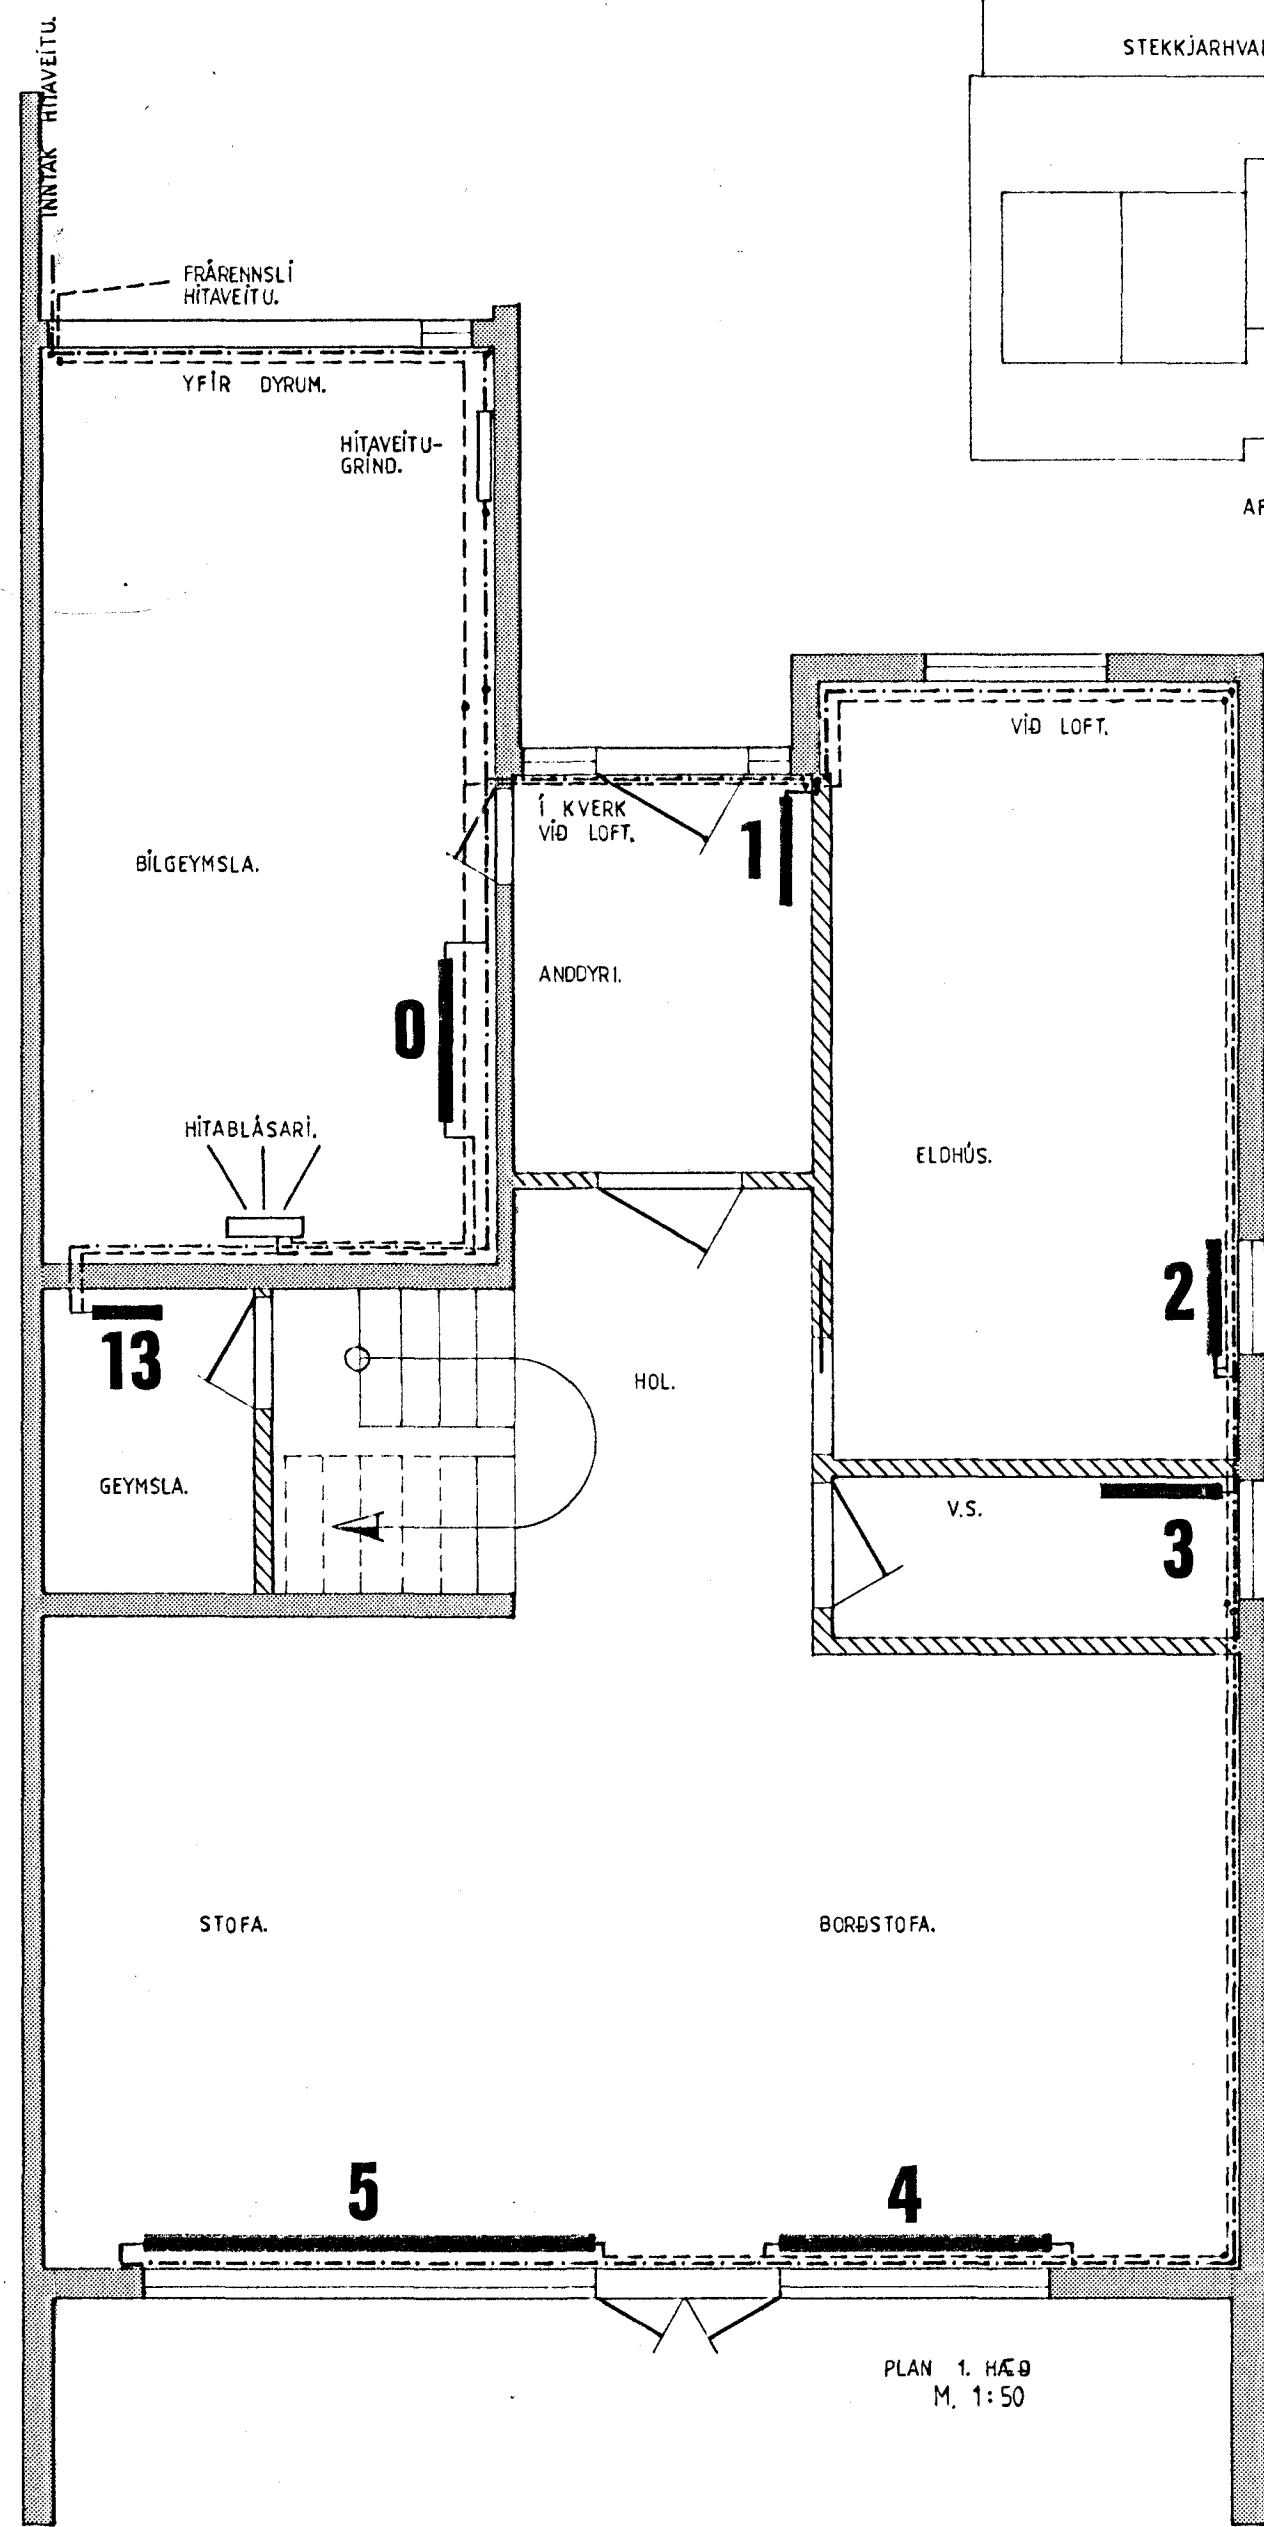 INNTAK HITAVEITU.
STEKKJARHVA
FRÁRENNSLI
HITAVEITU.
YFIR DYRUM.
HITAVEITU-
GRIND.
VIÐ LOFT.
Í KVERK
VIÐ LOFT.
1
BÍLGEYMSLA.
ANDDYRI.
0
HITABLÁSARI.
ELDHÚS.
2
13
HOL.
GEYMSLA.
V.S.
3
STOFA.
BORÐSTOFA.
5
4
PLAN 1. HÆÐ
M. 1:50